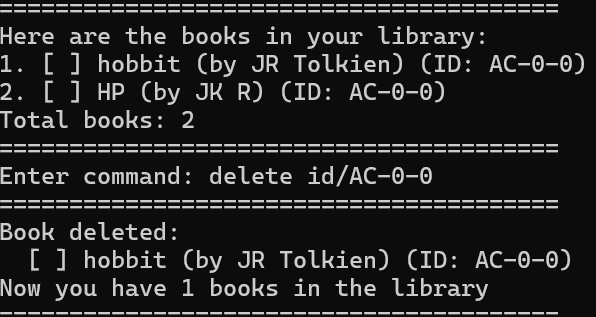 ==========================================
Here are the books in your library:
1. [ ] hobbit (by JR Tolkien) (ID: AC-0-0)
2. [ ] HP (by JK R) (ID: AC-0-0)
Total books: 2
==========================================
Enter command: delete id/AC-0-0
==========================================
Book deleted:
  [ ] hobbit (by JR Tolkien) (ID: AC-0-0)
Now you have 1 books in the library
==========================================